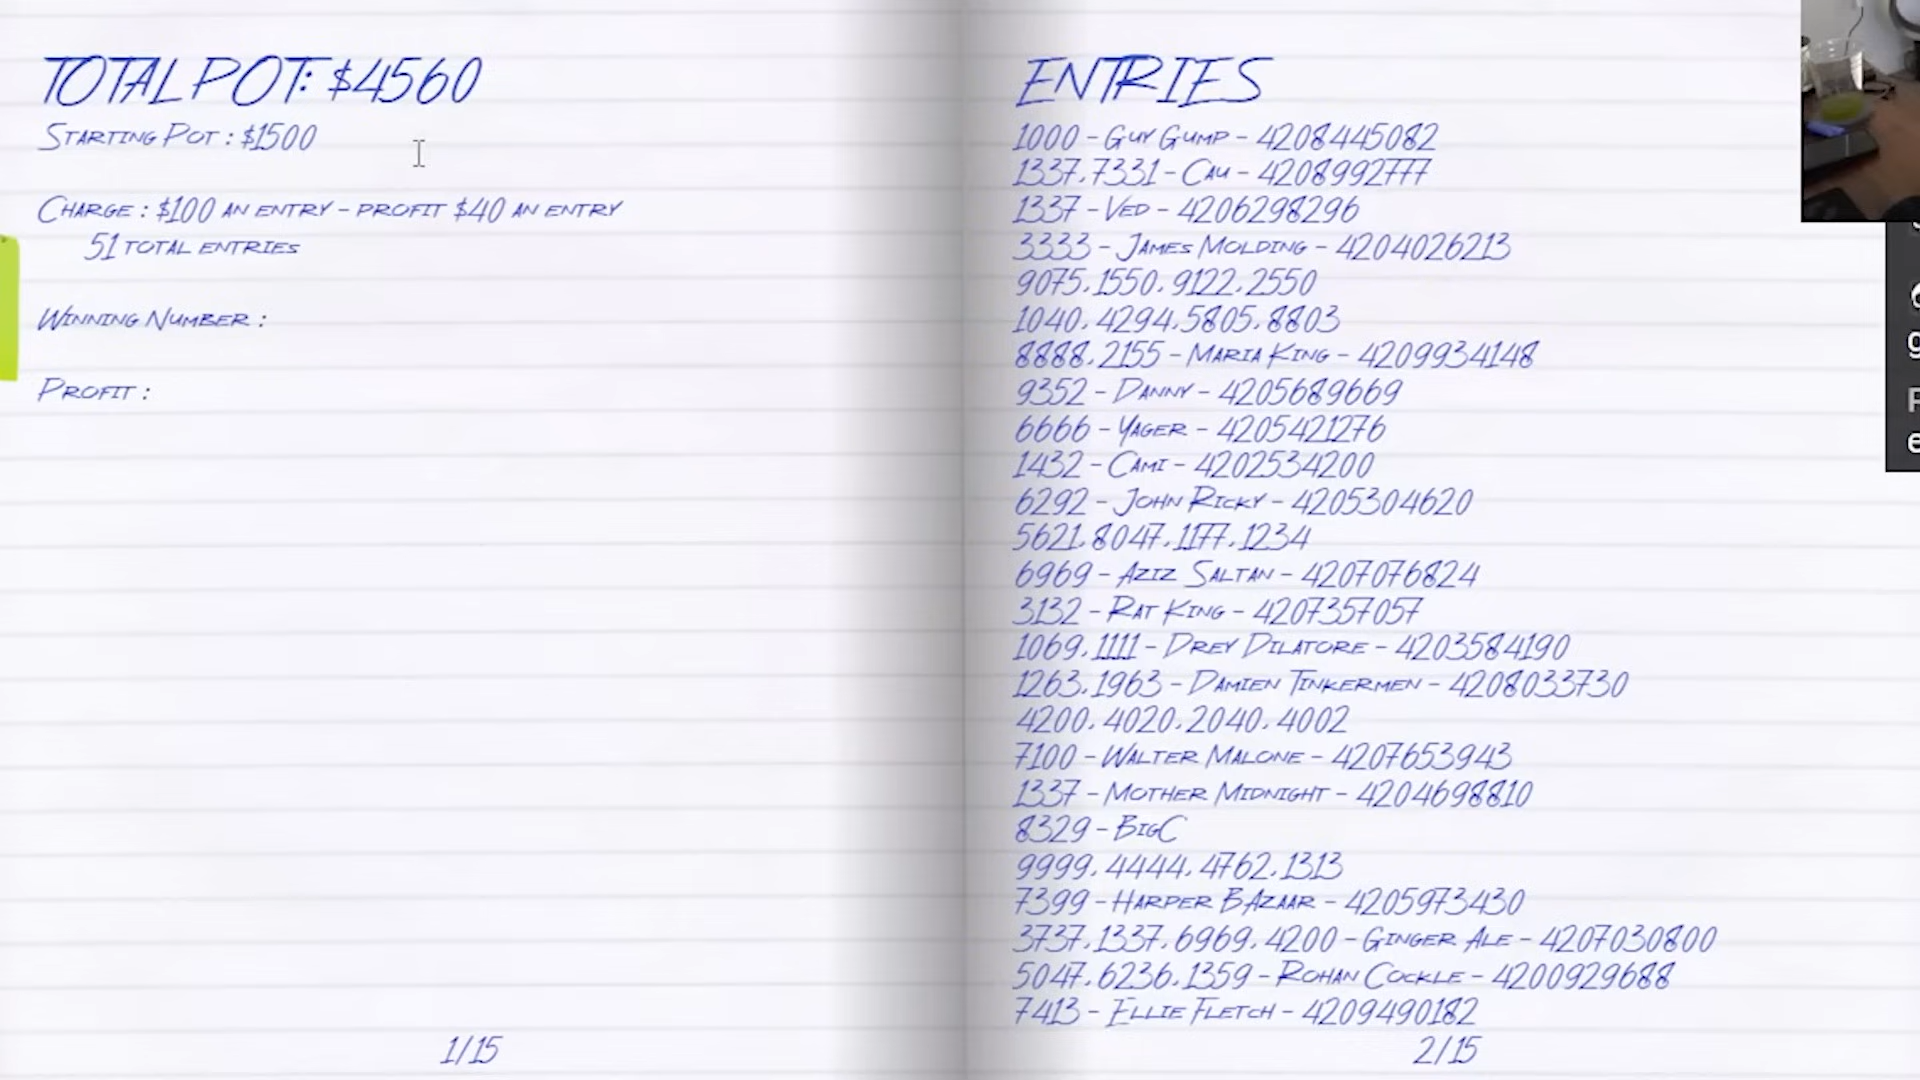 TOTAL POT: $4560
STARTING POT : $1500
CHARGE : $100 AN ENTRY - PROFIT $40 AN ENTRY
51 TOTAL ENTRIES
WINNING NUMBER :
PROFIT :
1/15
ENTRIES
1000 - GUY GUMP - 4208445082
1337, 7331 - CAU - 4208992777
1337 - VED - 4206298296
3333 - JAMES MOLDING - 4204026213
9075, 1550, 9122, 2550
1040, 4294, 5805, 8803
8888, 2155 - MARIA KING - 4209934148
9352 - DANNY - 4205689669
6666 - YAGER - 4205421276
1432 - CAMI - 4202534200
6292 - JOHN RICKY - 4205304620
5621, 8047, 1177, 1234
6969 - AZIZ SALTAN - 4207076824
3132 - RAT KING - 4207357057
1069, 1111 - DREY DILATORE - 4203584190
1263, 1963 - DAMIEN TINKERMEN - 4208033730
4200, 4020, 2040, 4002
7100 - WALTER MALONE - 4207653943
1337 - MOTHER MIDNIGHT - 4204698810
8329 - BIGC
9999, 4444, 4762, 1313
7399 - HARPER BAZAAR - 4205973430
3737, 1337, 6969, 4200 - GINGER ALE - 4207030800
5047, 6236, 1359 - ROHAN COCKLE - 4200929688
7413 - ELLIE FLETCH - 4209490182
2/15